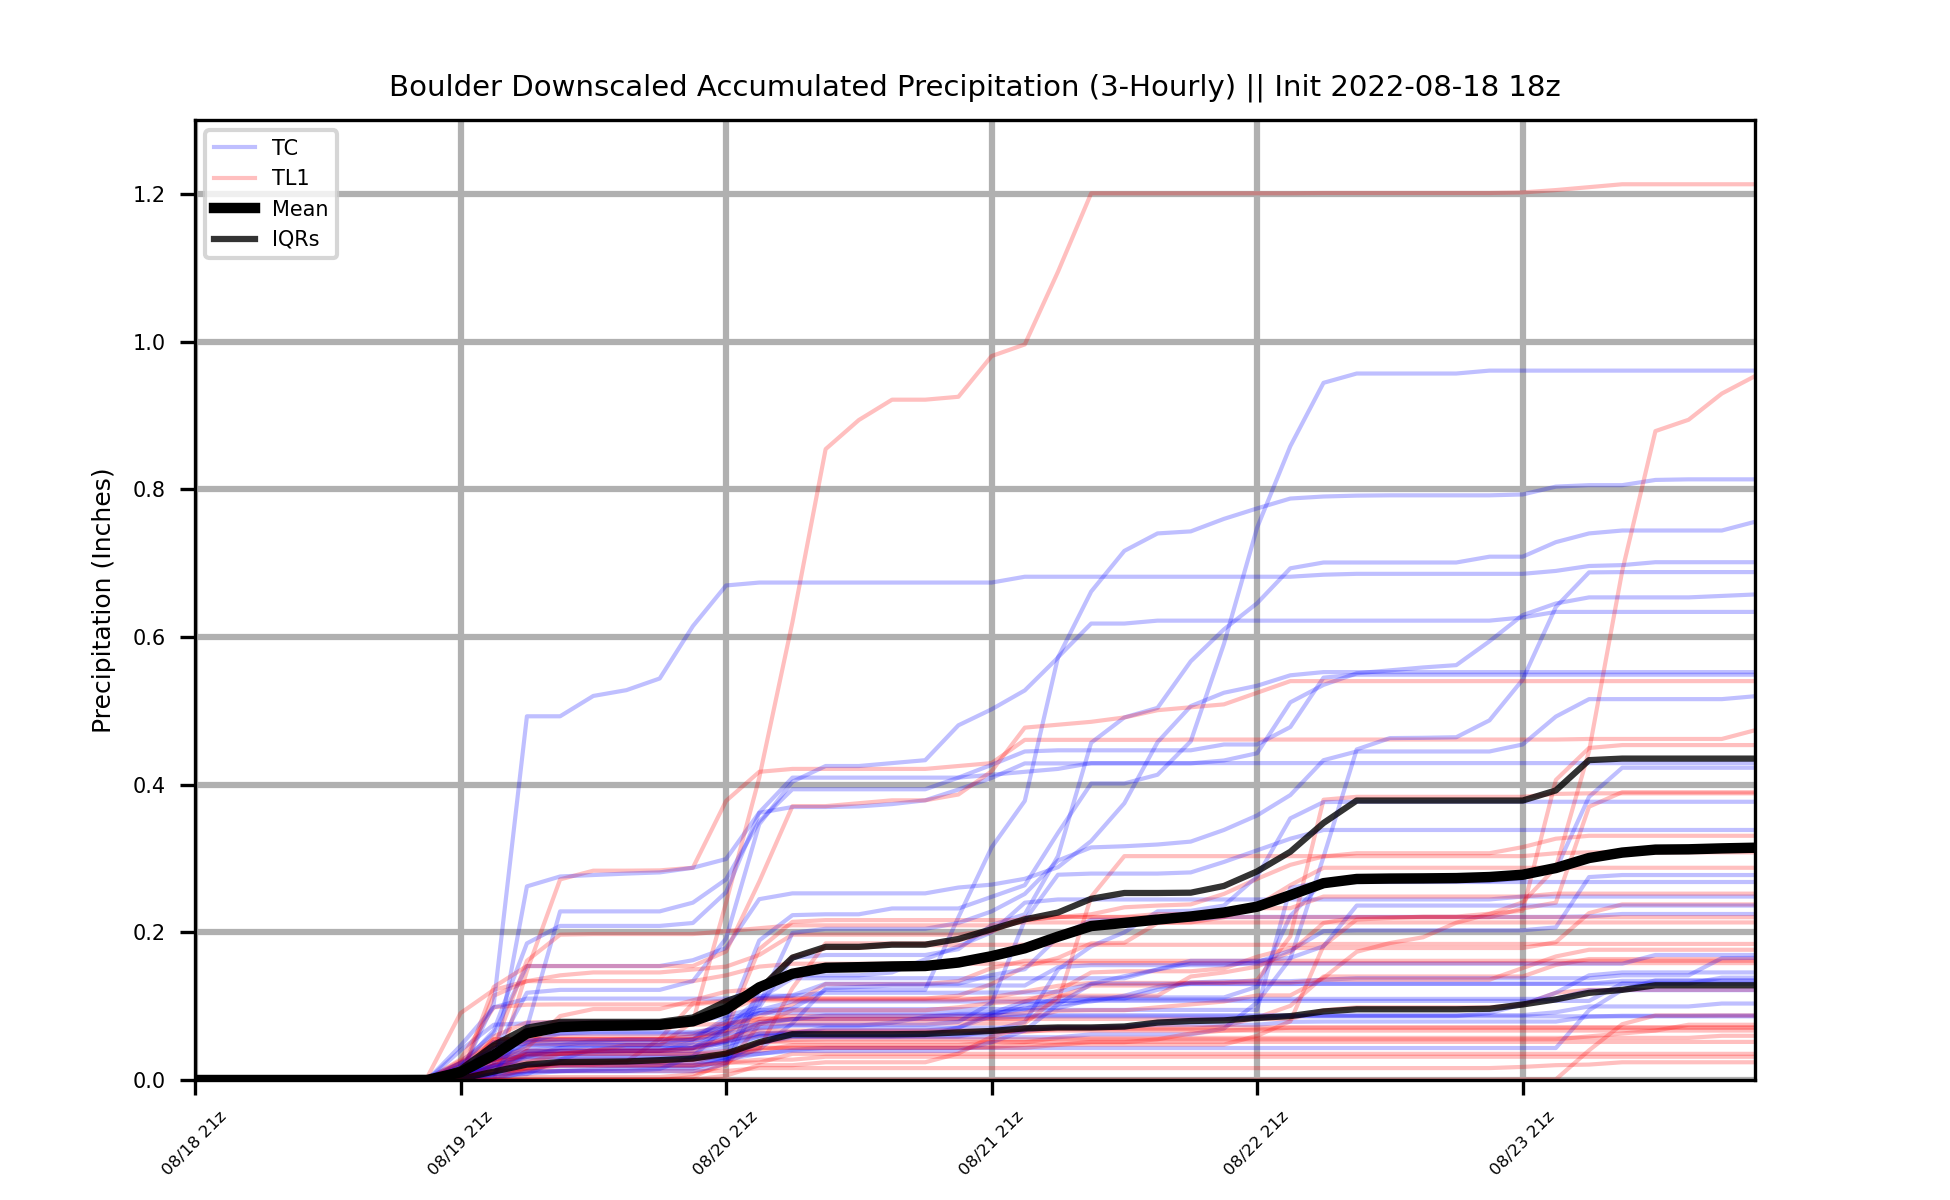 Boulder Downscaled Accumulated Precipitation (3-Hourly) || Init 2022-08-18 18z
TC
TL1
Mean
IQRs
Precipitation (Inches)
1.2
1.0
0.8
0.6
0.4
0.2
0.0
08/18 21z
08/19 21z
08/20 21z
08/21 21z
08/22 21z
08/23 21z